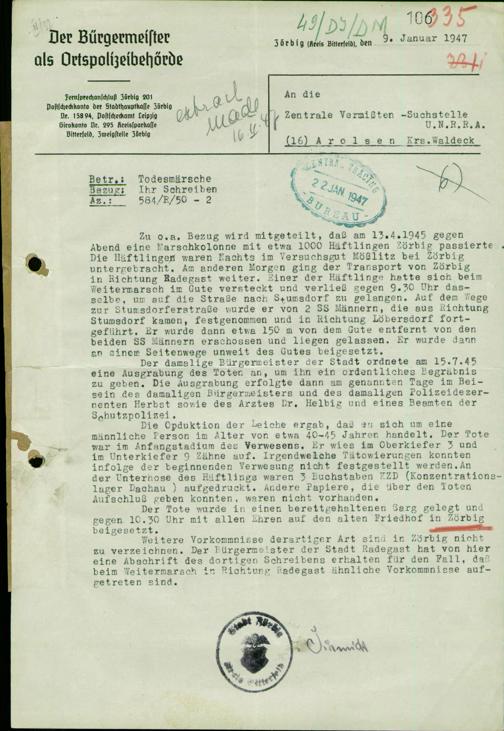 49/DJ/DM
106
335
Der Bürgermeister
als Ortspolizeibehörde
Zörbig (Kreis Bitterfeld), den 9. Januar 1947
Fernsprechanschluß Zörbig 201
Postscheckkonto der Stadthauptkasse Zörbig
Nr. 15894, Postscheckamt Leipzig
Girokonto Nr. 295 Kreissparkasse
Bitterfeld, Zweigstelle Zörbig
extract
made
An die
Zentrale Vermißten -Suchstelle
U.N.R.R.A.
(16) A r o l s e n Krs.Waldeck
CENTRAL TRACING
22 JAN 1947
BUREAU
Betr.: Todesmärsche
Bezug: Ihr Schreiben
Az.: 584/R/50 - 2
Zu o.a. Bezug wird mitgeteilt, daß am 13.4.1945 gegen
Abend eine Marschkolonne mit etwa 1000 Häftlingen Zörbig passierte.
Die Häftlinge waren Nachts im Versuchsgut Mößlitz bei Zörbig
untergebracht. Am anderen Morgen ging der Transport von Zörbig
in Richtung Radegast weiter. Einer der Häftlinge hatte sich beim
Weitermarsch im Gute versteckt und verließ gegen 9.30 Uhr das-
selbe, um auf die Straße nach Stumsdorf zu gelangen. Auf dem Wege
zur Stumsdorferstraße wurde er von 2 SS Männern, die aus Richtung
Stumsdorf kamen, festgenommen und in Richtung Löbersdorf fort-
geführt. Er wurde dann etwa 150 m von dem Gute entfernt von den
beiden SS Männern erschossen und liegen gelassen. Er wurde dann
an einem Seitenwege unweit des Gutes beigesetzt.
Der damalige Bürgermeister der Stadt ordnete am 15.7.45
eine Ausgrabung des Toten an, um ihn ein ordentliches Begräbnis
zu geben. Die Ausgrabung erfolgte dann am genannten Tage im Bei-
sein des damaligen Bürgermeisters und des damaligen Polizeidezer-
nenten Herbst sowie des Arztes Dr. Helbig und eines Beamten der
Schutzpolizei.
Die Opduktion der Leiche ergab, daß es sich um eine
männliche Person im Alter von etwa 40-45 Jahren handelt. Der Tote
war im Anfangstadium des Verwesens. Er wies im Oberkiefer 3 und
im Unterkiefer 9 Zähne auf. Irgendwelche Tätowierungen konnten
infolge der beginnenden Verwesung nicht festgestellt werden.An
der Unterhose des Häftlings waren 3 Buchstaben KZD (Konzentrations-
lager Dachau ) aufgedruckt. Andere Papiere, die über den Toten
Aufschluß geben konnten, waren nicht vorhanden.
Der Tote wurde in einen berettgehaltenen Sarg gelegt und
gegen 10.30 Uhr mit allen Ehren auf den alten Friedhof in Zörbig
beigesetzt.
Weitere Vorkommnisse derartiger Art sind in Zörbig nicht
zu verzeichnen. Der Bürgermeister der Stadt Radegast hat von hier
eine Abschrift des dortigen Schreibens erhalten für den Fall, daß
beim Weitermarsch in Richtung Radegast ähnliche Vorkommnisse auf-
getreten sind.
Stadt Zörbig
Kreis Bitterfeld